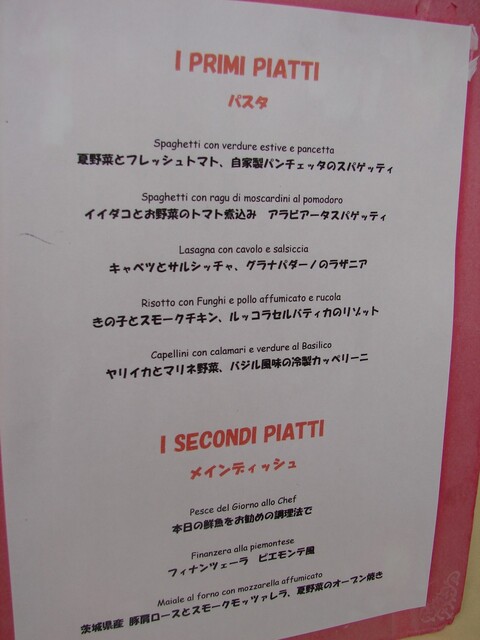 I PRIMI PIATTI
パスタ
Spaghetti con verdure estive e pancetta
夏野菜とフレッシュトマト、自家製パンチェッタのスパゲッティ
Spaghetti con ragu di moscardini al pomodoro
イイダコとお野菜のトマト煮込み　アラビアータスパゲッティ
Lasagna con cavolo e salsiccia
キャベツとサルシッチャ、グラナパダーノのラザニア
Risotto con Funghi e pollo affumicato e rucola
きの子とスモークチキン、ルッコラセルバティカのリゾット
Capellini con calamari e verdure al Basilico
ヤリイカとマリネ野菜、バジル風味の冷製カッペリーニ
I SECONDI PIATTI
メインディッシュ
Pesce del Giorno allo Chef
本日の鮮魚をお勧めの調理法で
Finanzera alla piemontese
フィナンツェーラ　ピエモンテ風
Maiale al forno con mozzarella affumicato
茨城県産 豚肩ロースとスモークモッツァレラ、夏野菜のオーブン焼き